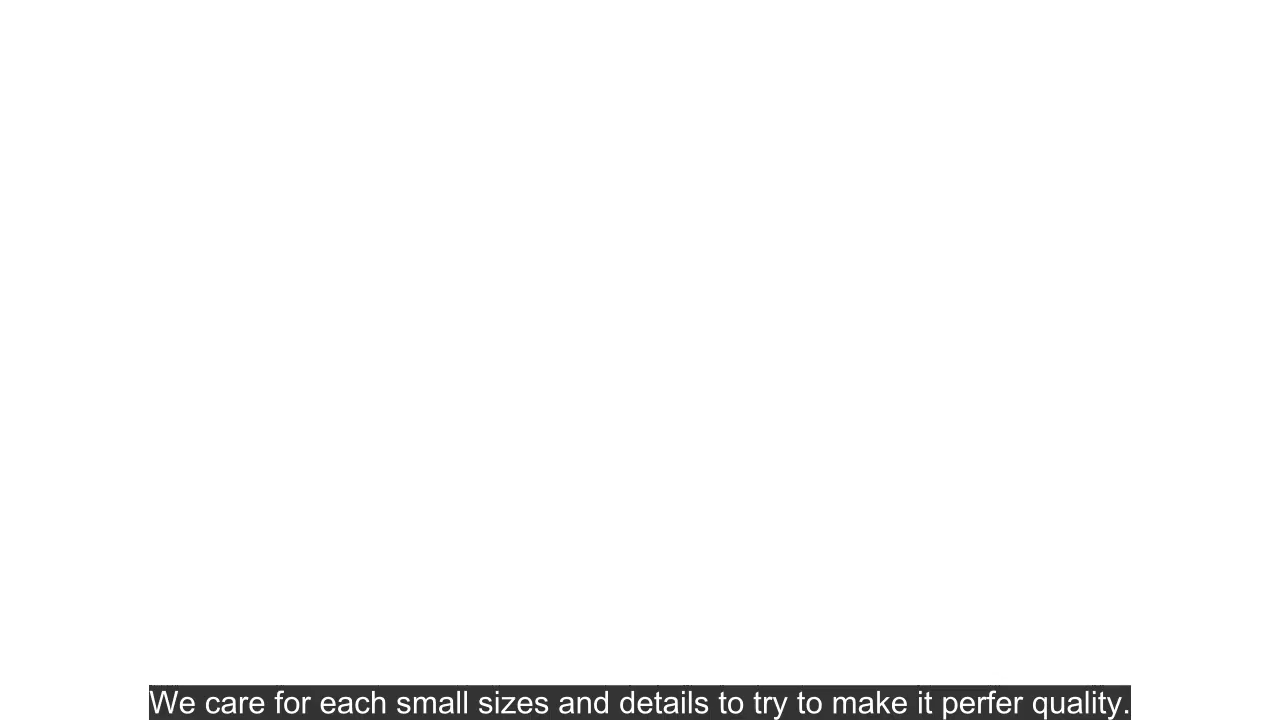 We care for each small sizes and details to try to make it perfer quality.